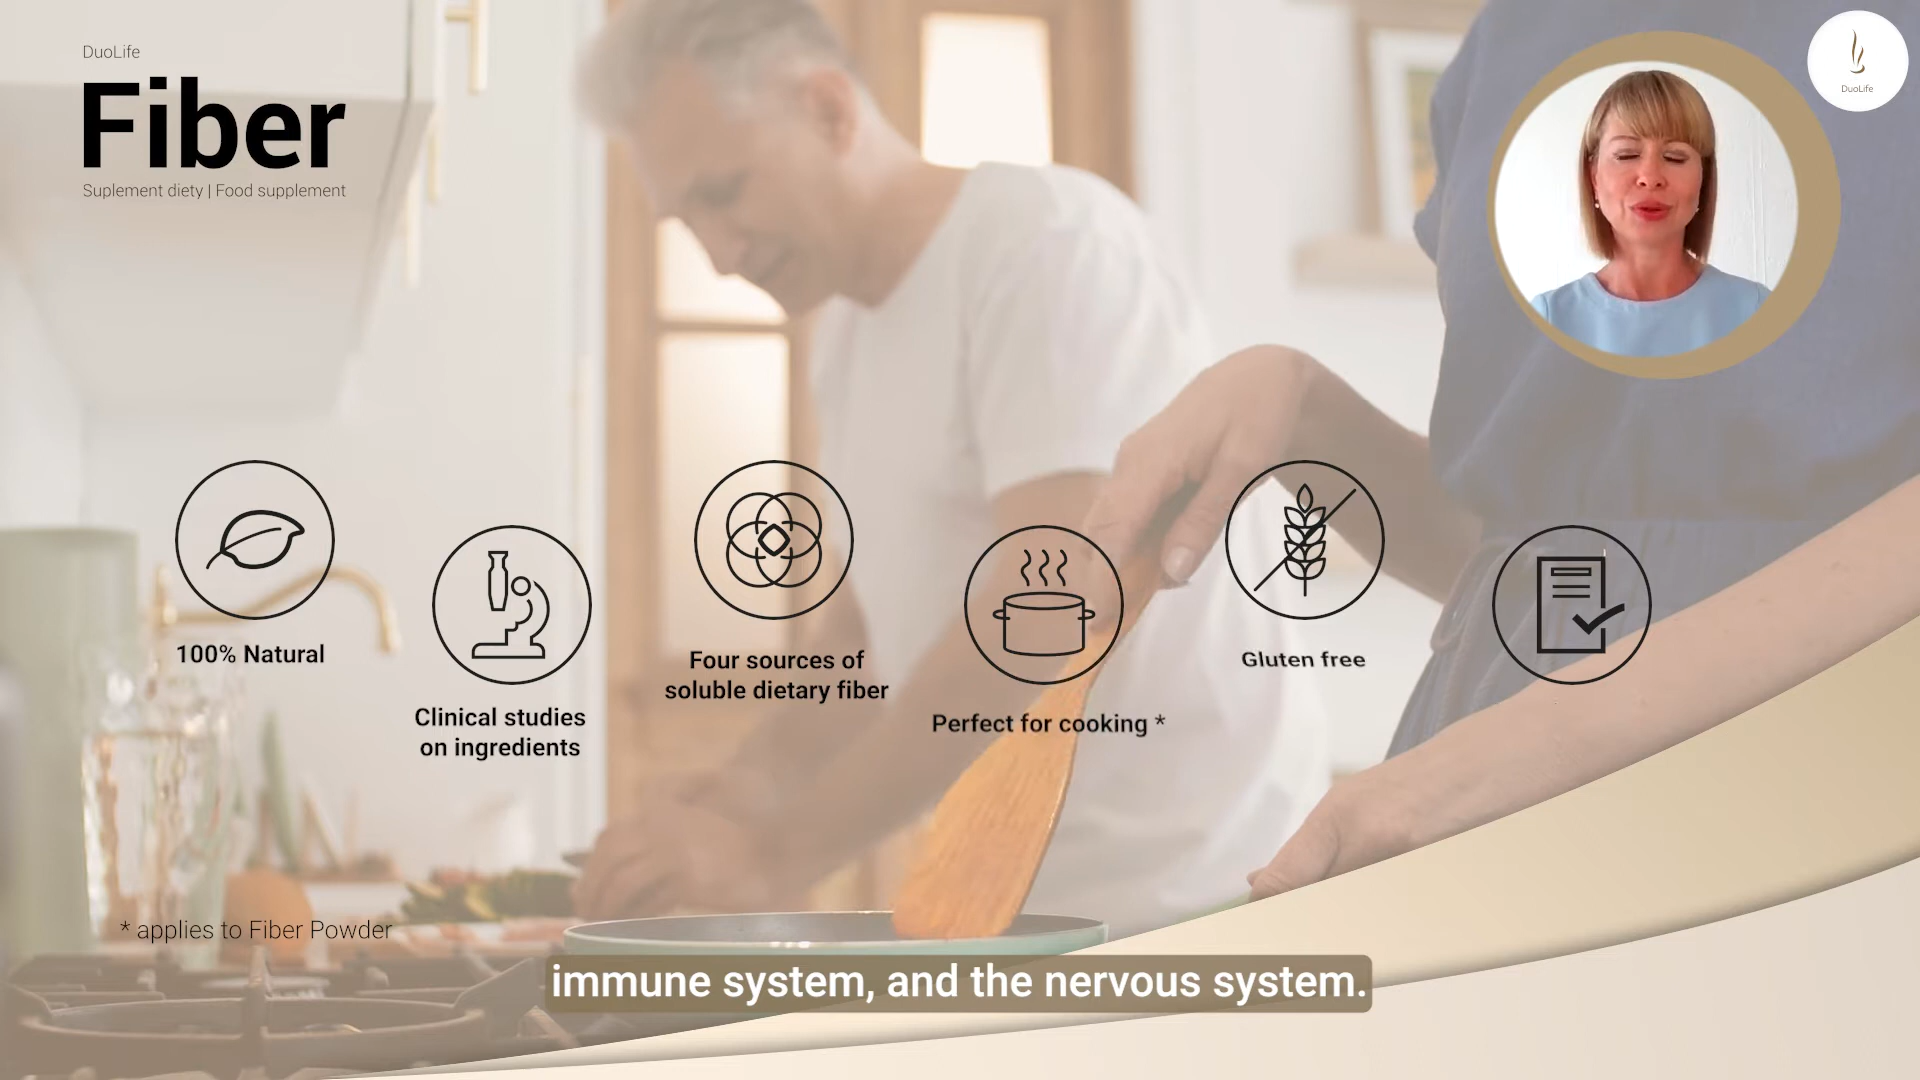 DuoLife
Fiber
Suplement diety | Food supplement
DuoLife
100% Natural
Clinical studies
on ingredients
Four sources of
soluble dietary fiber
Perfect for cooking *
Gluten free
* applies to Fiber Powder
immune system, and the nervous system.